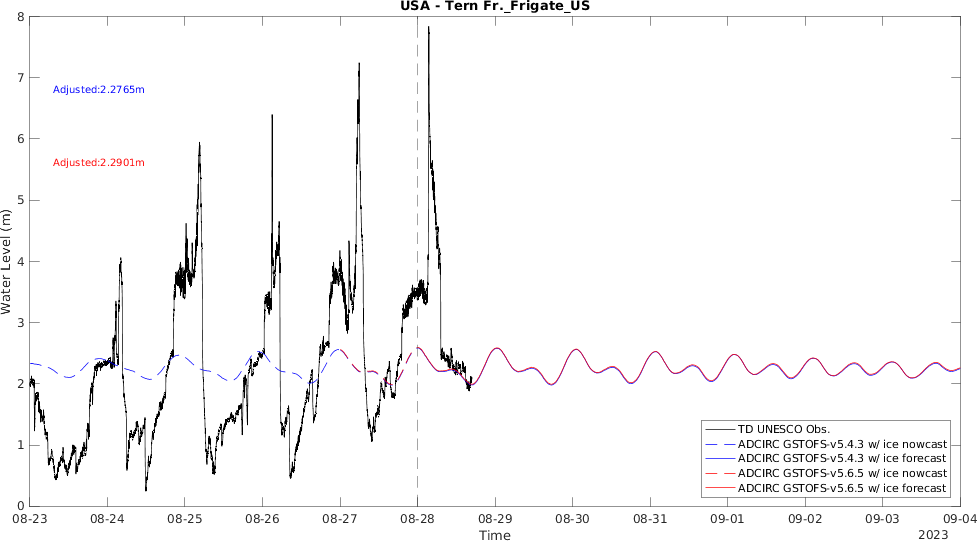 USA - Tern Fr._Frigate_US
8
7
6
5
4
3
2
1
0
Water Level (m)
Adjusted:2.2765m
Adjusted:2.2901m
TD UNESCO Obs.
ADCIRC GSTOFS-v5.4.3 w/ ice nowcast
ADCIRC GSTOFS-v5.4.3 w/ ice forecast
ADCIRC GSTOFS-v5.6.5 w/ ice nowcast
ADCIRC GSTOFS-v5.6.5 w/ ice forecast
08-23 08-24 08-25 08-26 08-27 08-28 08-29 08-30 08-31 09-01 09-02 09-03 09-04
Time
2023